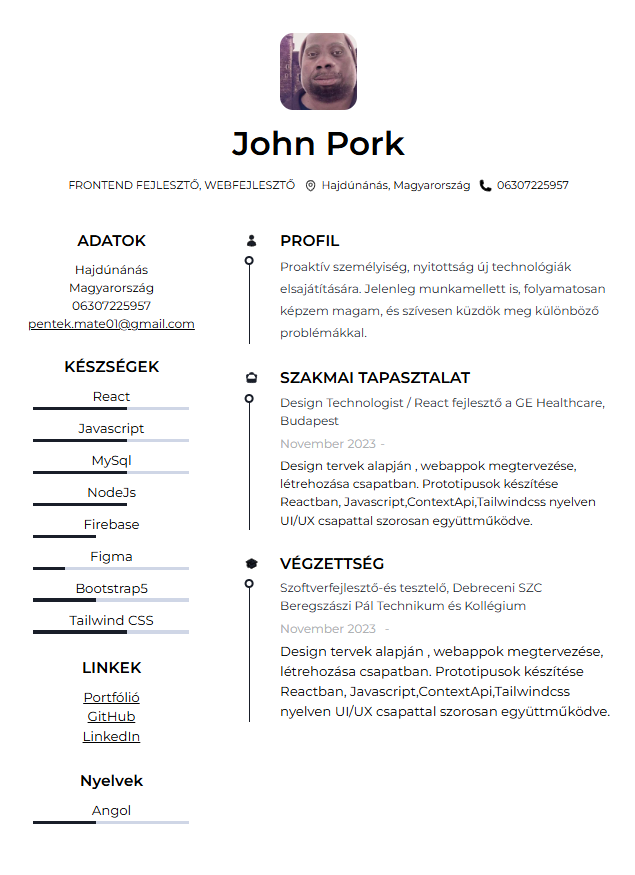 John Pork
FRONTEND FEJLESZTŐ, WEBFEJLESZTŐ Hajdúnánás, Magyarország 06307225957
ADATOK
Hajdúnánás
Magyarország
06307225957
pentek.mate01@gmail.com
KÉSZSÉGEK
React
Javascript
MySql
NodeJs
Firebase
Figma
Bootstrap5
Tailwind CSS
LINKEK
Portfólió
GitHub
LinkedIn
Nyelvek
Angol
PROFIL
Proaktív személyiség, nyitottság új technológiák
elsajátítására. Jelenleg munkamellett is, folyamatosan
képzem magam, és szívesen küzdök meg különböző
problémákkal.
SZAKMAI TAPASZTALAT
Design Technologist / React fejlesztő a GE Healthcare,
Budapest
November 2023 -
Design tervek alapján , webappok megtervezése,
létrehozása csapatban. Prototipusok készítése
Reactban, Javascript,ContextApi,Tailwindcss nyelven
UI/UX csapattal szorosan együttműködve.
VÉGZETTSÉG
Szoftverfejlesztő-és tesztelő, Debreceni SZC
Beregszászi Pál Technikum és Kollégium
November 2023 -
Design tervek alapján , webappok megtervezése,
létrehozása csapatban. Prototipusok készítése
Reactban, Javascript,ContextApi,Tailwindcss
nyelven UI/UX csapattal szorosan együttműködve.